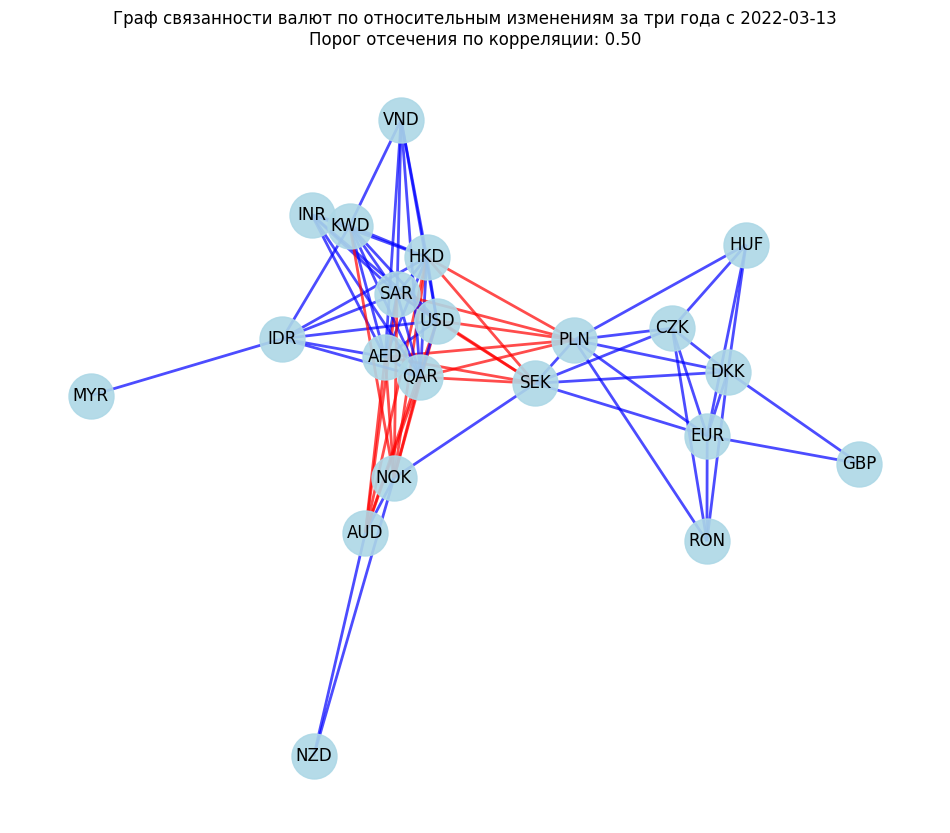 Граф связанности валют по относительным изменениям за три года с 2022-03-13
Порог отсечения по корреляции: 0.50
VND
INR
KWD
HKD
HUF
SAR
USD
CZK
IDR
PLN
AED
DKK
QAR
SEK
MYR
EUR
GBP
NOK
AUD
RON
NZD